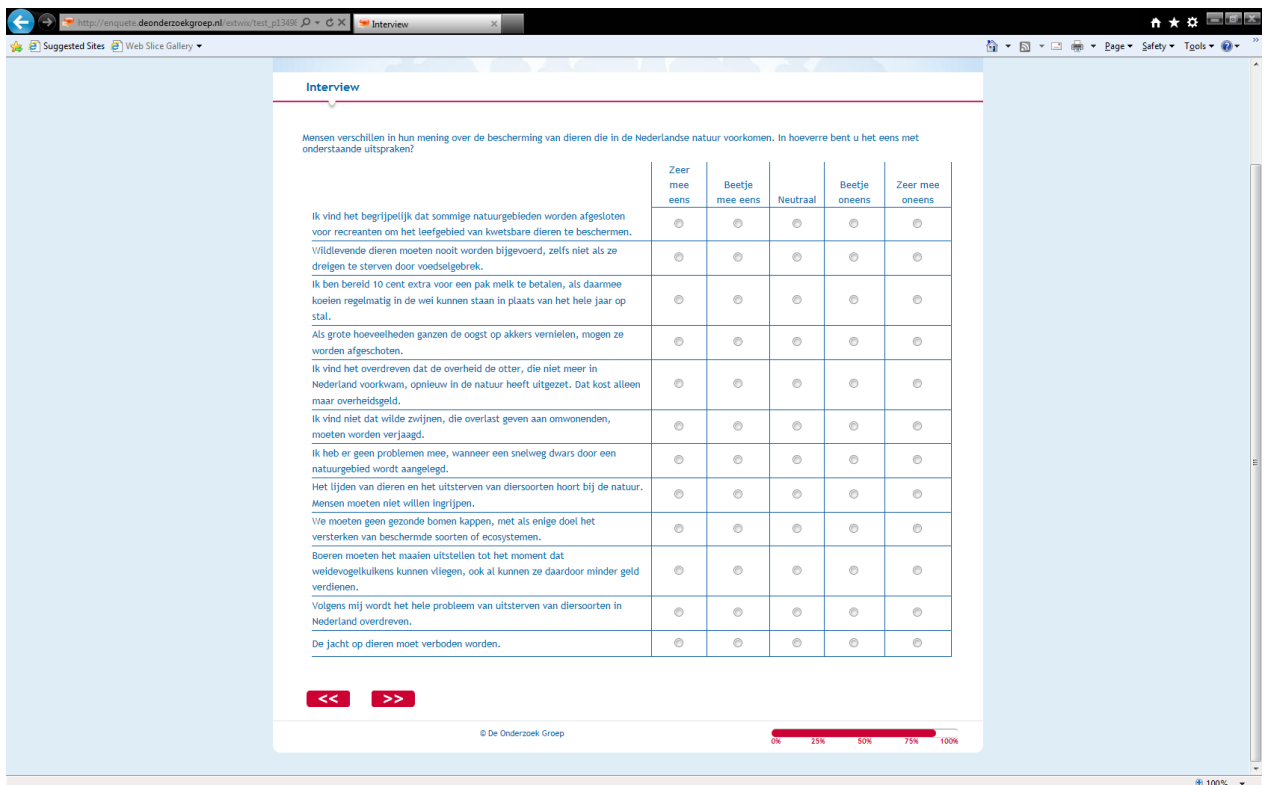 http://enquete.deonderzoekgroep.nl/extwix/test_p1349
Interview
Suggested Sites Web Slice Gallery
Page Safety Tools
Interview
Mensen verschillen in hun mening over de bescherming van dieren die in de Nederlandse natuur voorkomen. In hoeverre bent u het eens met
onderstaande uitspraken?
Zeer
mee Beetje Beetje Zeer mee
eens mee eens Neutraal oneens oneens
Ik vind het begrijpelijk dat sommige natuurgebieden worden afgesloten
voor recreanten om het leefgebied van kwetsbare dieren te beschermen.
Wildlevende dieren moeten nooit worden bijgevoerd, zelfs niet als ze
dreigen te sterven door voedselgebrek.
Ik ben bereid 10 cent extra voor een pak melk te betalen, als daarmee
koeien regelmatig in de wei kunnen staan in plaats van het hele jaar op
stal.
Als grote hoeveelheden ganzen de oogst op akkers vernielen, mogen ze
worden afgeschoten.
Ik vind het overdreven dat de overheid de otter, die niet meer in
Nederland voorkwam, opnieuw in de natuur heeft uitgezet. Dat kost alleen
maar overheidsgeld.
Ik vind niet dat wilde zwijnen, die overlast geven aan omwonenden,
moeten worden verjaagd.
Ik heb er geen problemen mee, wanneer een snelweg dwars door een
natuurgebied wordt aangelegd.
Het lijden van dieren en het uitsterven van diersoorten hoort bij de natuur.
Mensen moeten niet willen ingrijpen.
We moeten geen gezonde bomen kappen, met als enige doel het
versterken van beschermde soorten of ecosystemen.
Boeren moeten het maaien uitstellen tot het moment dat
weidevogelkuikens kunnen vliegen, ook al kunnen ze daardoor minder geld
verdienen.
Volgens mij wordt het hele probleem van uitsterven van diersoorten in
Nederland overdreven.
De jacht op dieren moet verboden worden.
<< >>
© De Onderzoek Groep
0% 25% 50% 75% 100%
100%